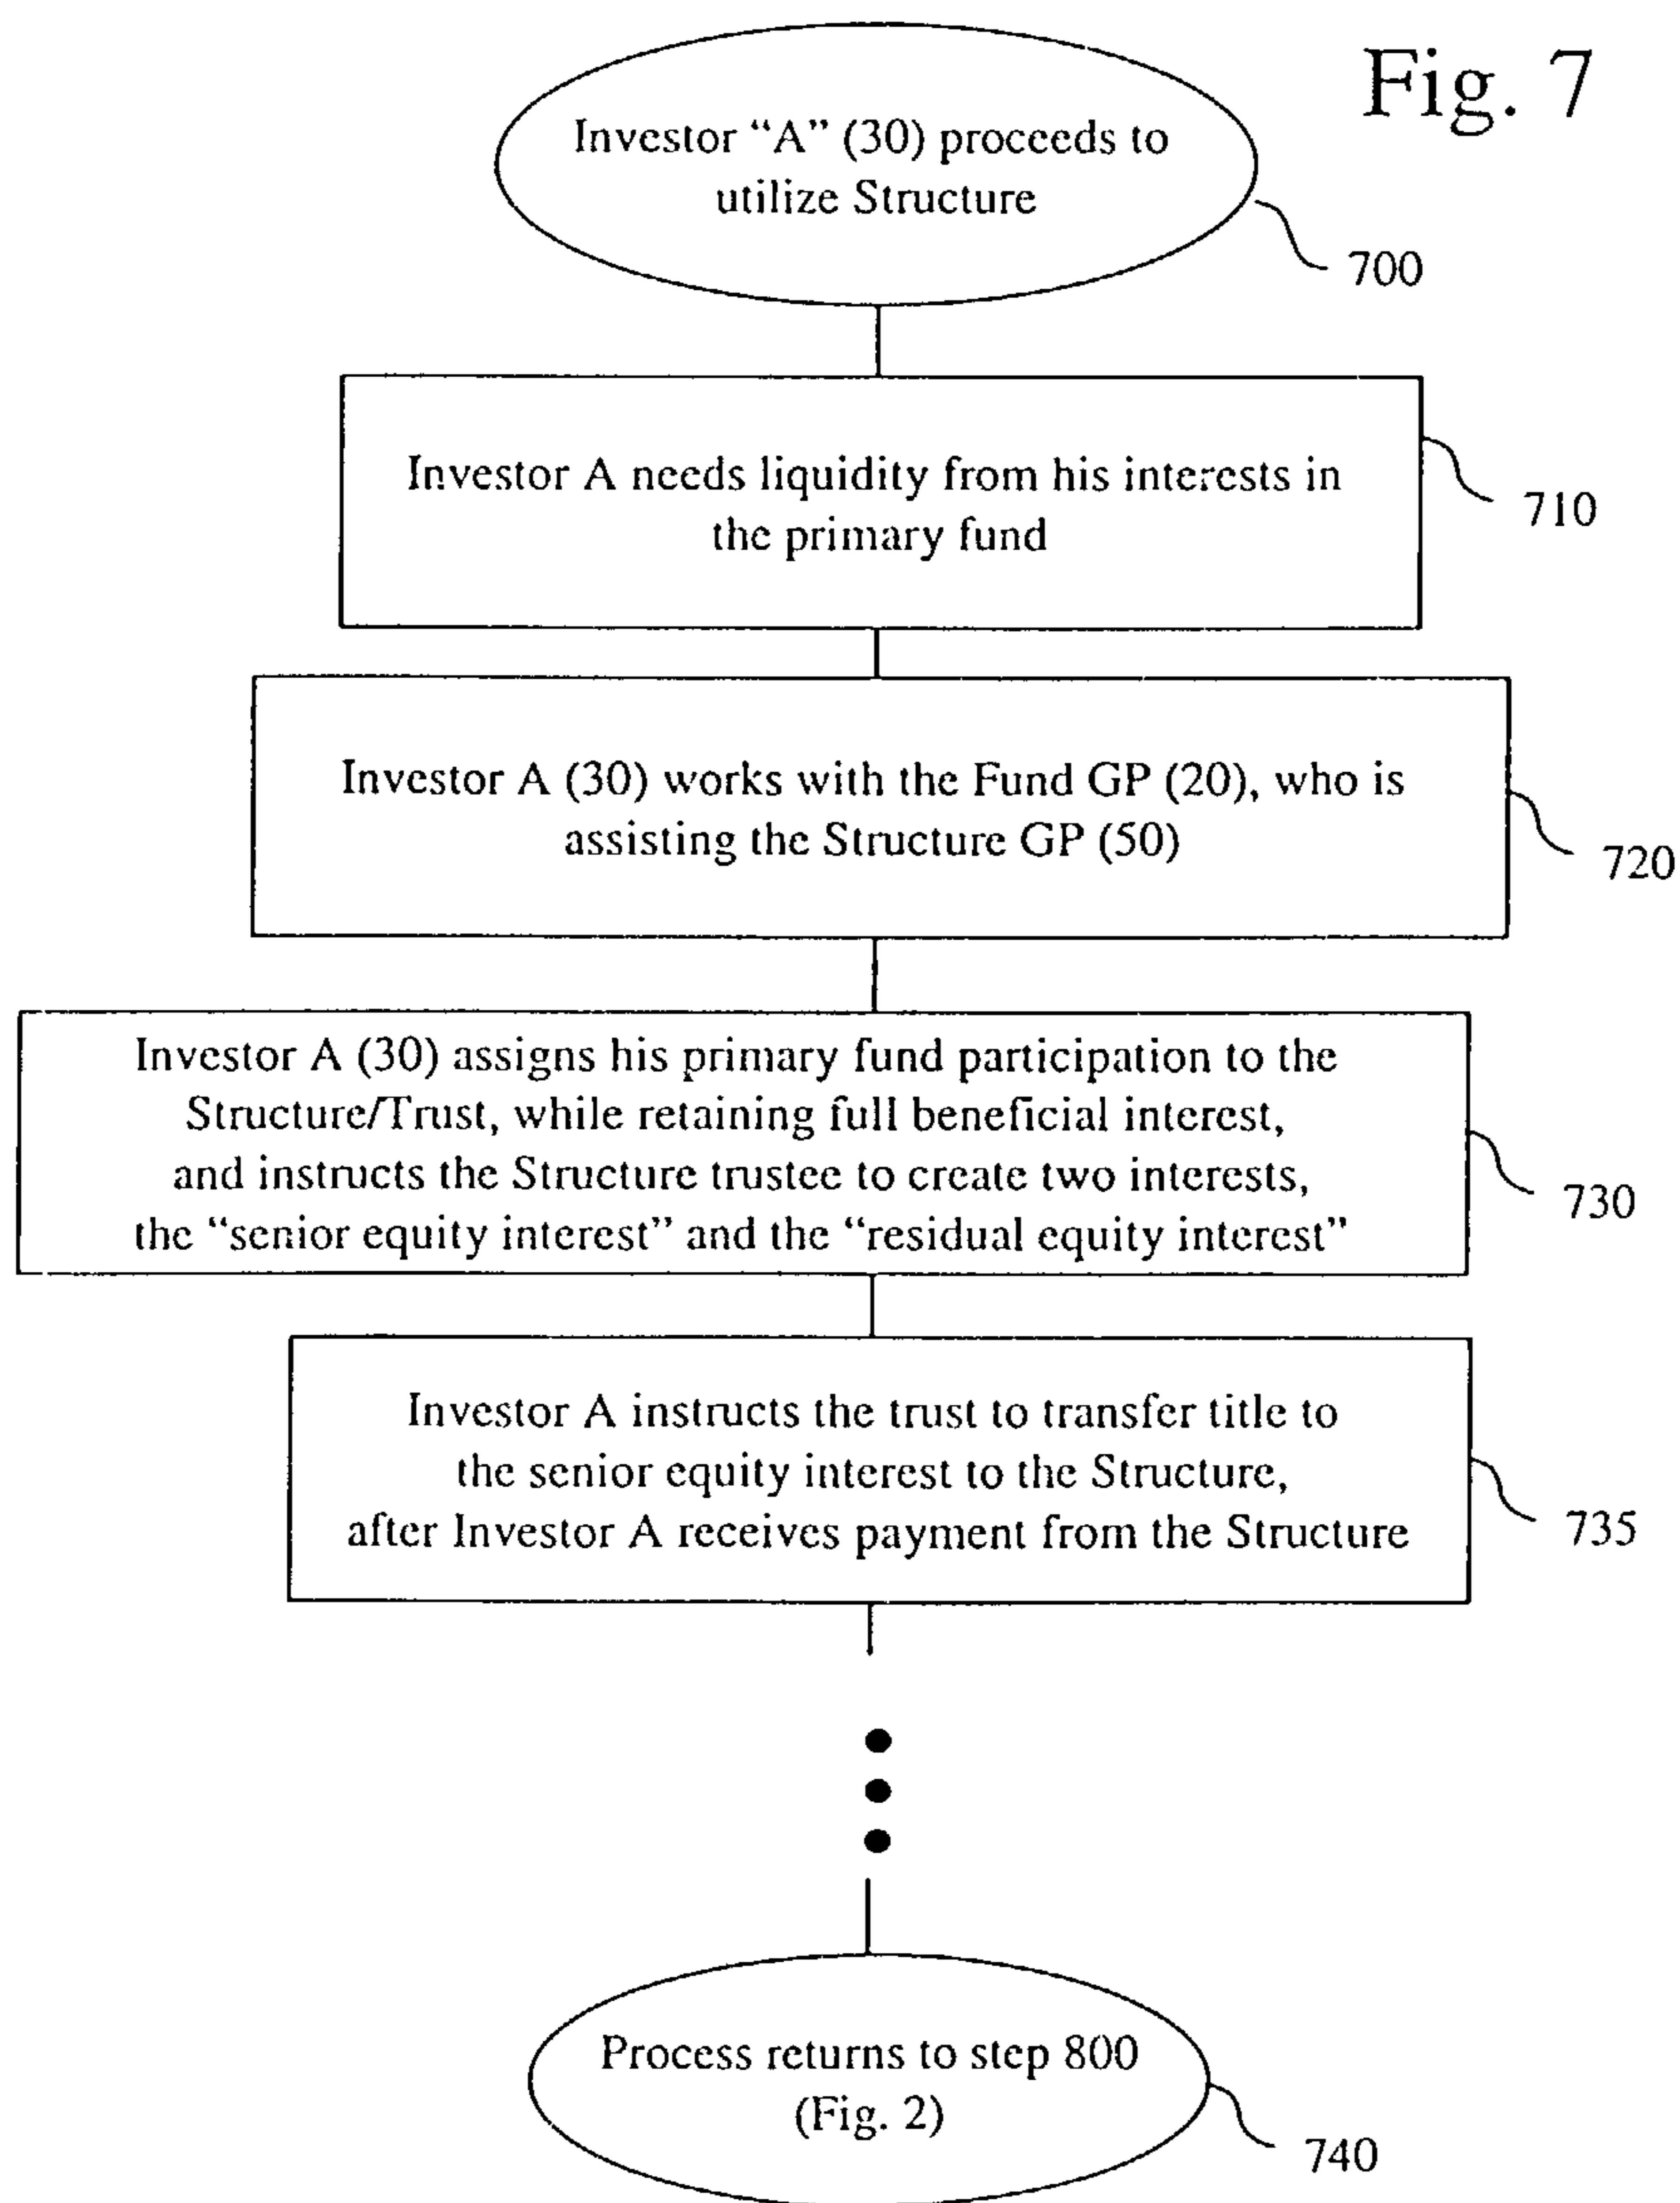 Fig. 7
Investor “A” (30) proceeds to
utilize Structure
700
Investor A needs liquidity from his interests in
the primary fund
710
Investor A (30) works with the Fund GP (20), who is
assisting the Structure GP (50)
720
Investor A (30) assigns his primary fund participation to the
Structure/Trust, while retaining full beneficial interest,
and instructs the Structure trustee to create two interests,
the “senior equity interest” and the “residual equity interest”
730
Investor A instructs the trust to transfer title to
the senior equity interest to the Structure,
after Investor A receives payment from the Structure
735
Process returns to step 800
(Fig. 2)
740